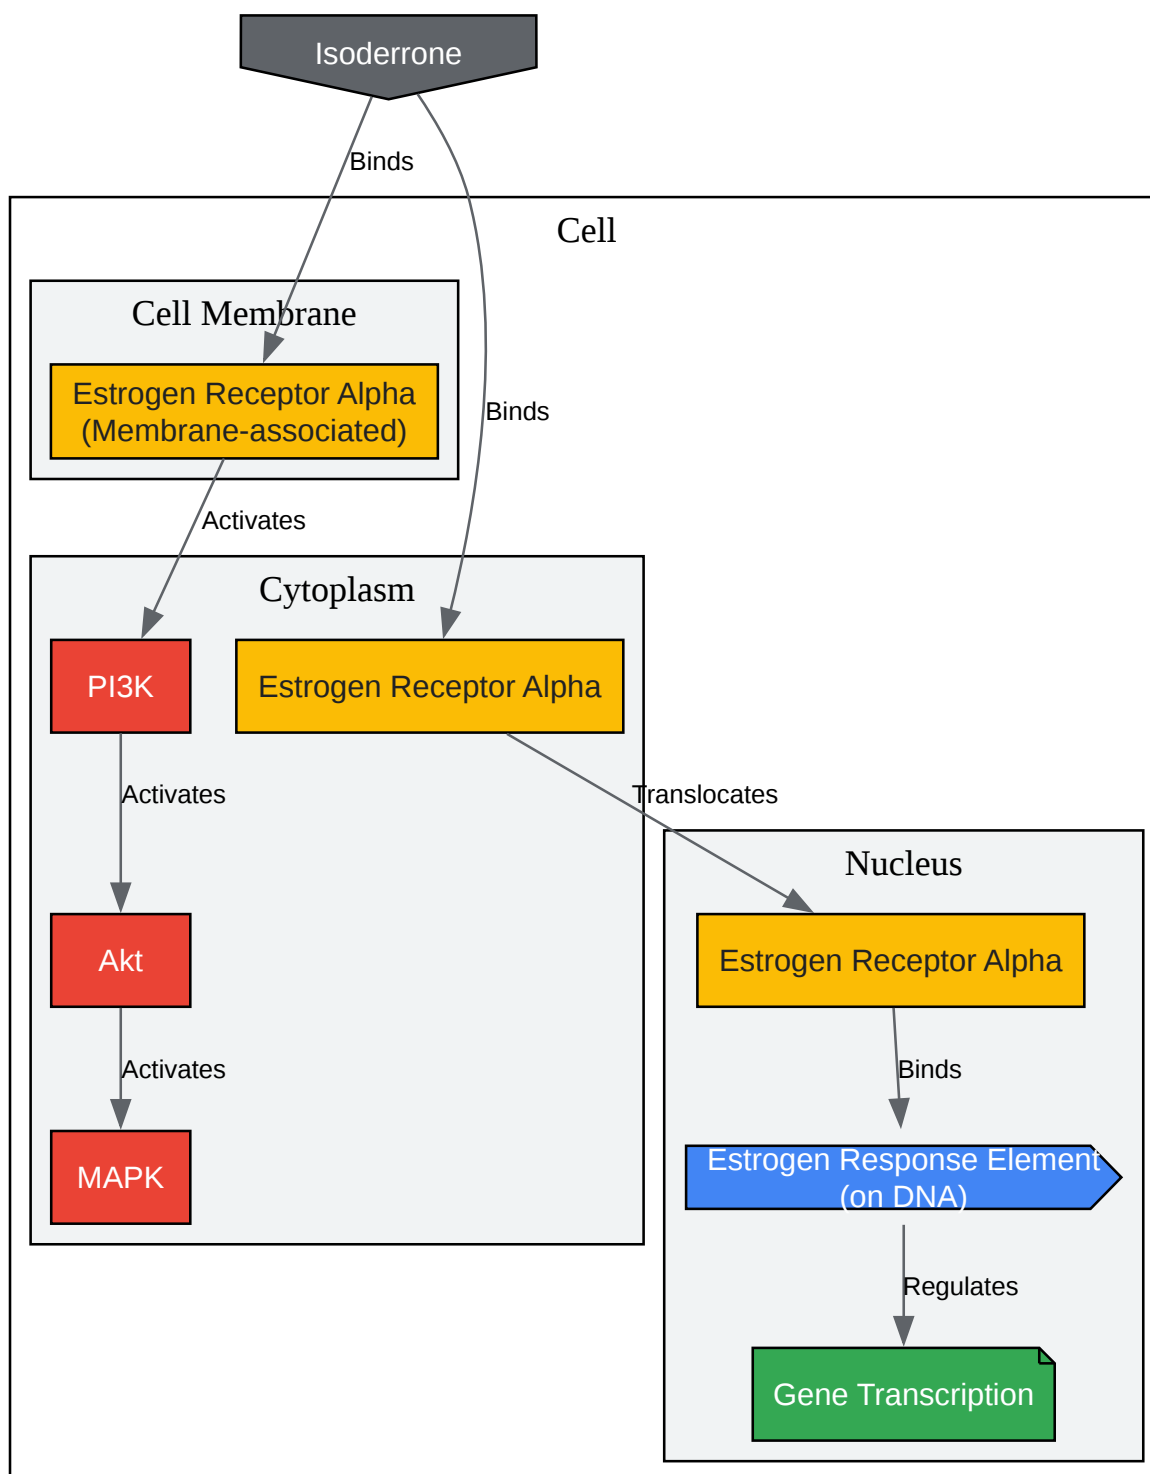 Isoderrone
Binds
Cell
Cell Membrane
Estrogen Receptor Alpha
(Membrane-associated)
Binds
Activates
Cytoplasm
PI3K
Estrogen Receptor Alpha
Activates
Translocates
Nucleus
Akt
Estrogen Receptor Alpha
Activates
Binds
MAPK
Estrogen Response Element
(on DNA)
Regulates
Gene Transcription